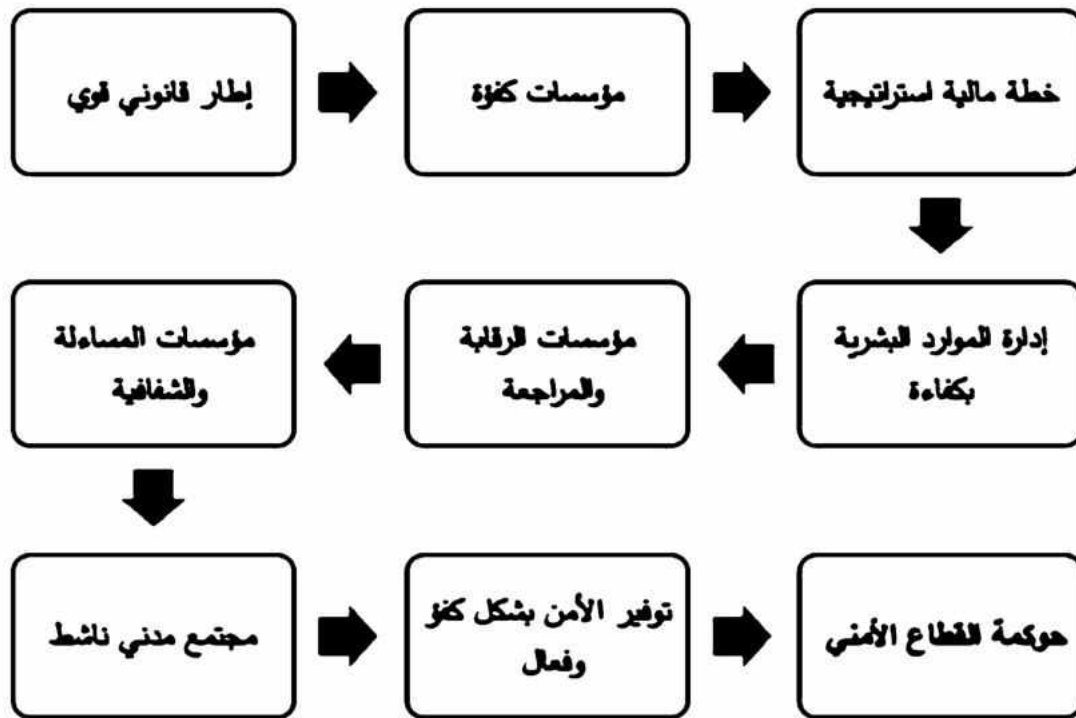 إطار قانوني قوي
مؤسسات كفؤة
خطة مالية استراتيجية
إدارة الموارد البشرية
بكفاءة
مؤسسات الرقابة
والمراجعة
مؤسسات المساءلة
والشفافية
مجتمع مدني ناشط
توفير الأمن بشكل كفؤ
وفعال
حوكمة القطاع الأمني